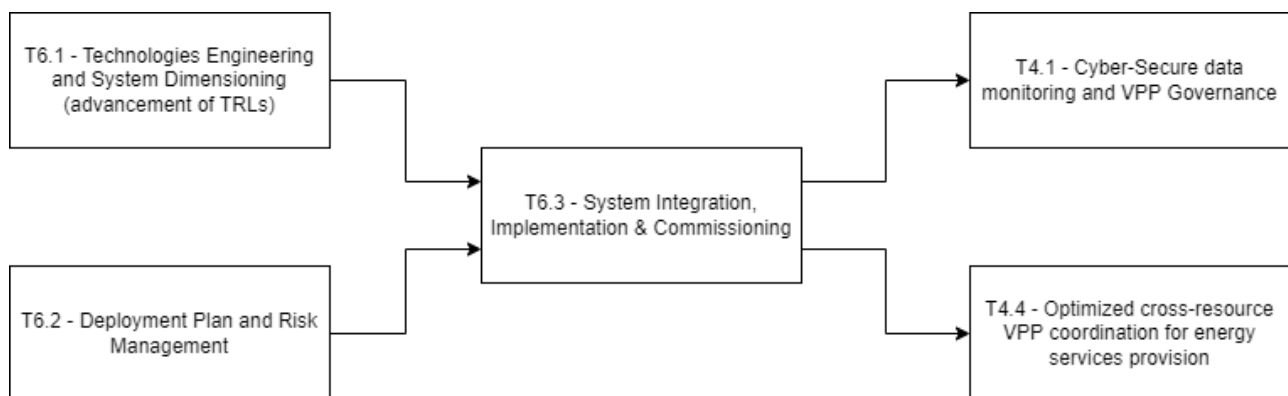 T6.1 - Technologies Engineering
and System Dimensioning
(advancement of TRLs)
T6.2 - Deployment Plan and Risk
Management
T6.3 - System Integration,
Implementation & Commissioning
T4.1 - Cyber-Secure data
monitoring and VPP Governance
T4.4 - Optimized cross-resource
VPP coordination for energy
services provision